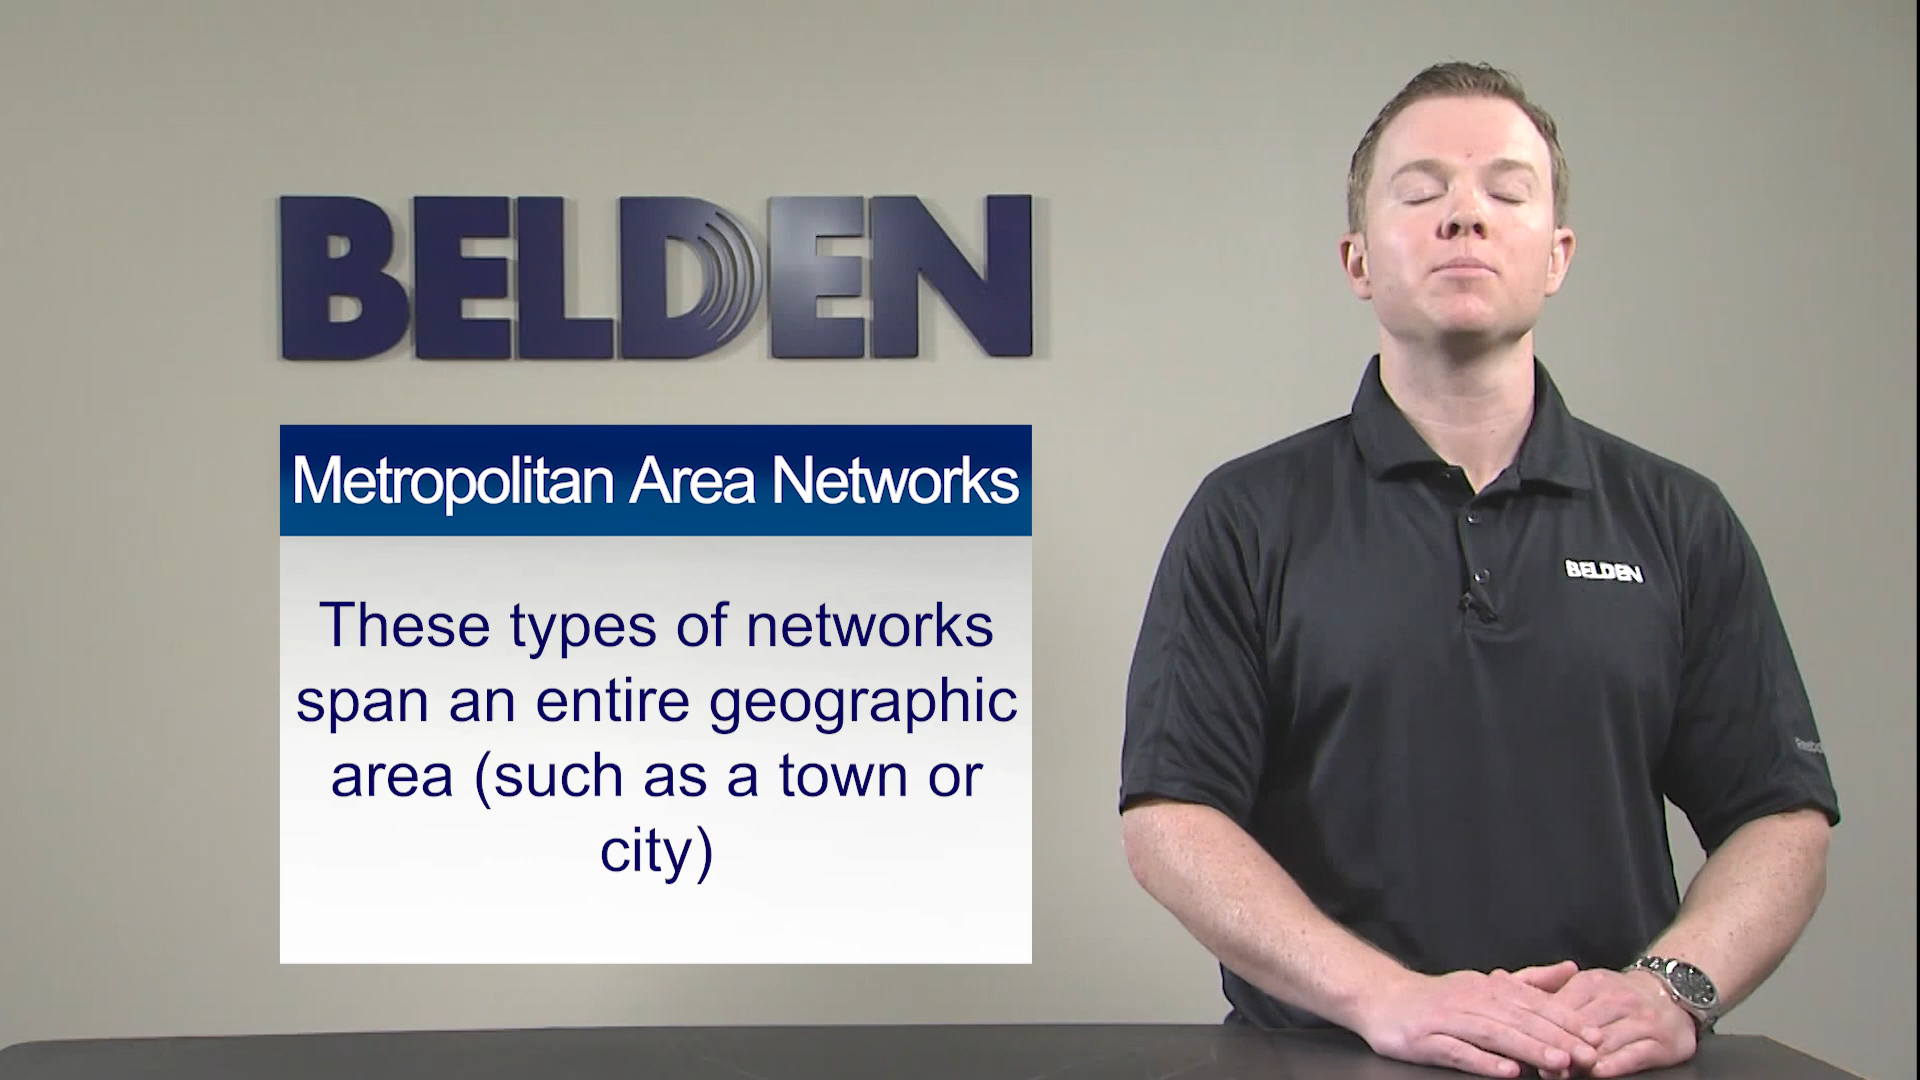 BELDEN
Metropolitan Area Networks
These types of networks
span an entire geographic
area (such as a town or
city)
BELDEN